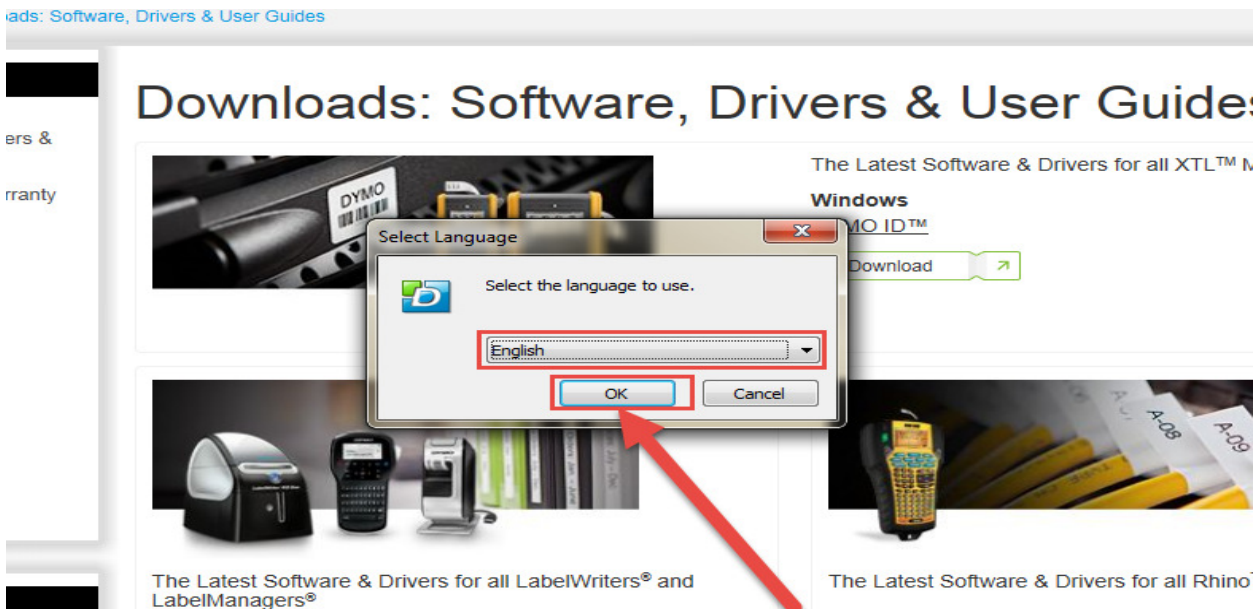 ads: Software, Drivers & User Guides
Downloads: Software, Drivers & User Guides
ers &
rranty
DYMO
The Latest Software & Drivers for all XTL™ M
Windows
MO ID™
Download
Select Language
Select the language to use.
English
OK
Cancel
A-08
A-09
The Latest Software & Drivers for all LabelWriters® and
LabelManagers®
The Latest Software & Drivers for all Rhino